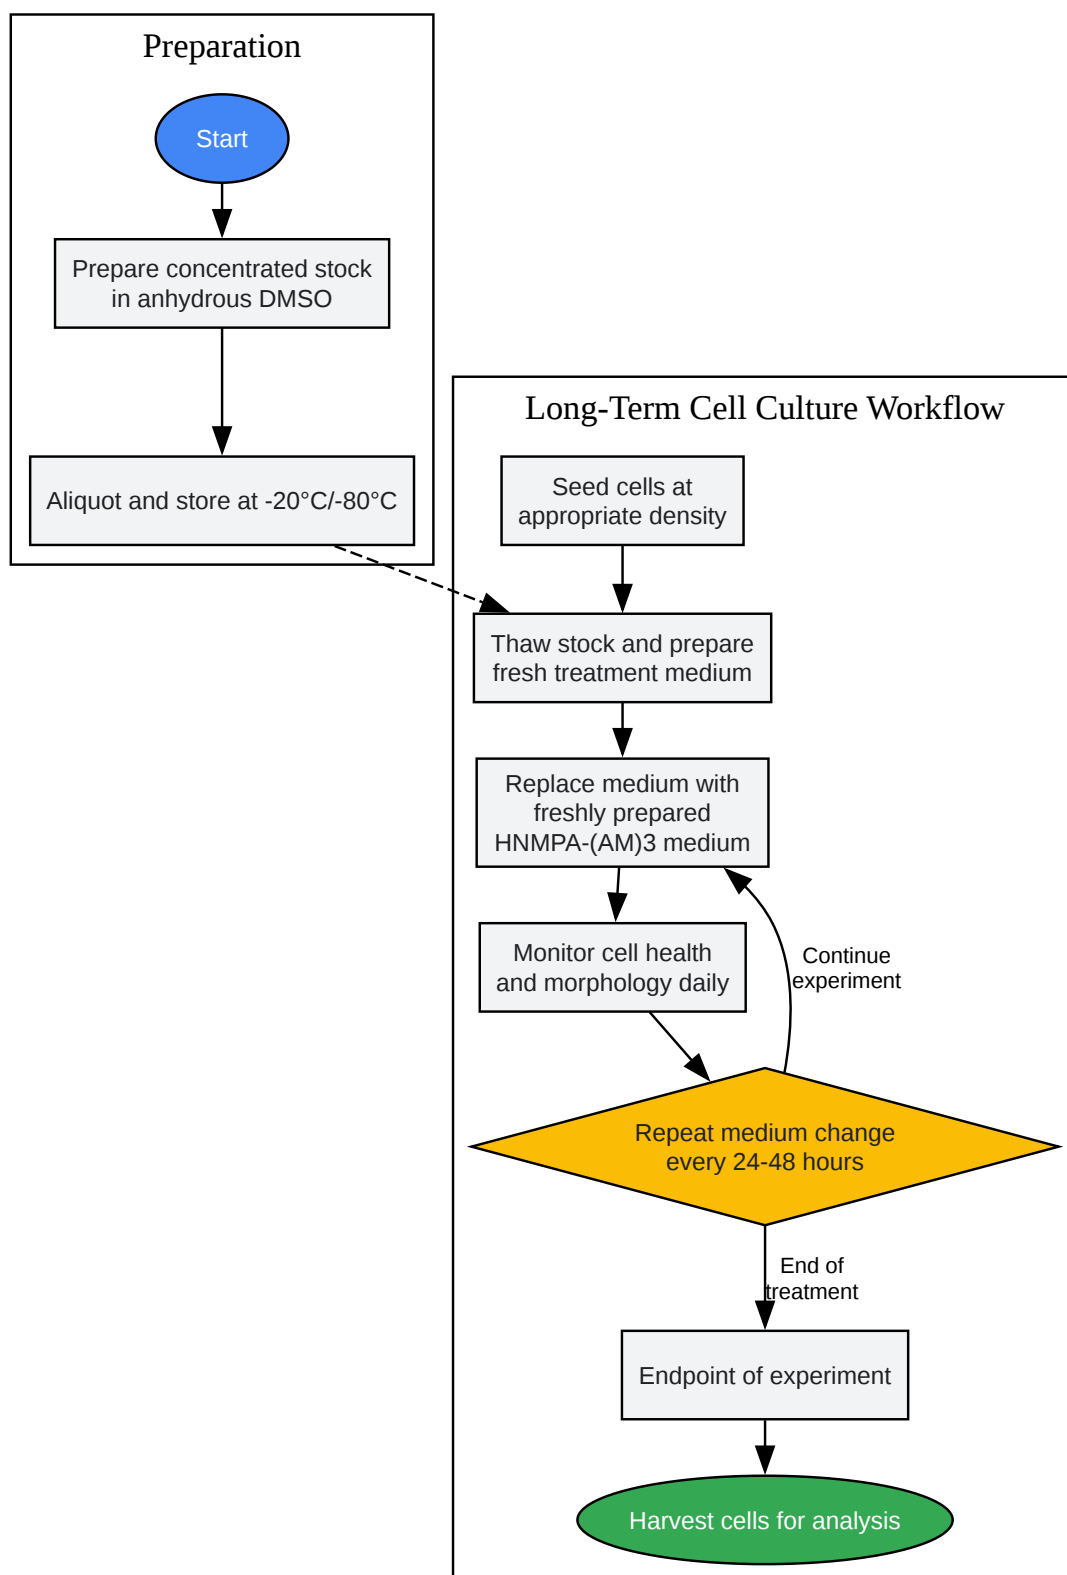 Preparation
Start
Prepare concentrated stock
in anhydrous DMSO
Aliquot and store at -20°C/-80°C
Long-Term Cell Culture Workflow
Seed cells at
appropriate density
Thaw stock and prepare
fresh treatment medium
Replace medium with
freshly prepared
HNMPA-(AM)3 medium
Monitor cell health
and morphology daily
Continue
experiment
Repeat medium change
every 24-48 hours
End of
treatment
Endpoint of experiment
Harvest cells for analysis